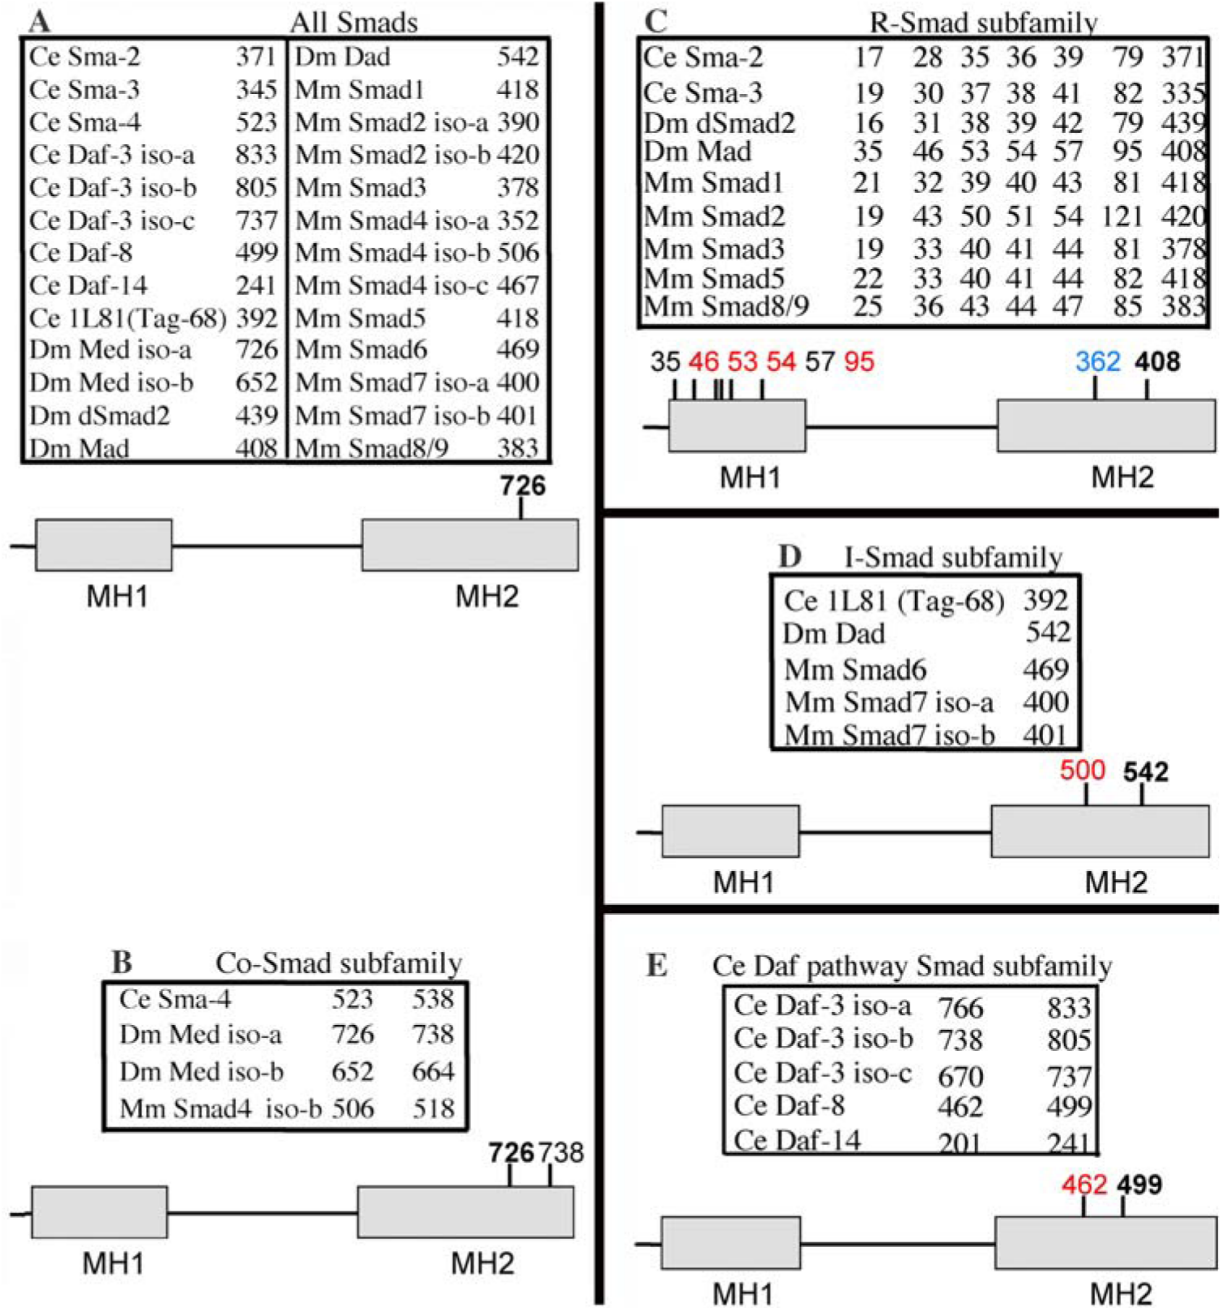 A All Smads
Ce Sma-2 371 Dm Dad 542
Ce Sma-3 345 Mm Smad1 418
Ce Sma-4 523 Mm Smad2 iso-a 390
Ce Daf-3 iso-a 833 Mm Smad2 iso-b 420
Ce Daf-3 iso-b 805 Mm Smad3 378
Ce Daf-3 iso-c 737 Mm Smad4 iso-a 352
Ce Daf-8 499 Mm Smad4 iso-b 506
Ce Daf-14 241 Mm Smad4 iso-c 467
Ce 1L81(Tag-68) 392 Mm Smad5 418
Dm Med iso-a 726 Mm Smad6 469
Dm Med iso-b 652 Mm Smad7 iso-a 400
Dm dSmad2 439 Mm Smad7 iso-b 401
Dm Mad 408 Mm Smad8/9 383
726
MH1 MH2
B Co-Smad subfamily
Ce Sma-4 523 538
Dm Med iso-a 726 738
Dm Med iso-b 652 664
Mm Smad4 iso-b 506 518
726 738
MH1 MH2
C R-Smad subfamily
Ce Sma-2 17 28 35 36 39 79 371
Ce Sma-3 19 30 37 38 41 82 335
Dm dSmad2 16 31 38 39 42 79 439
Dm Mad 35 46 53 54 57 95 408
Mm Smad1 21 32 39 40 43 81 418
Mm Smad2 19 43 50 51 54 121 420
Mm Smad3 19 33 40 41 44 81 378
Mm Smad5 22 33 40 41 44 82 418
Mm Smad8/9 25 36 43 44 47 85 383
35 46 53 54 57 95 362 408
MH1 MH2
D I-Smad subfamily
Ce 1L81 (Tag-68) 392
Dm Dad 542
Mm Smad6 469
Mm Smad7 iso-a 400
Mm Smad7 iso-b 401
500 542
MH1 MH2
E Ce Daf pathway Smad subfamily
Ce Daf-3 iso-a 766 833
Ce Daf-3 iso-b 738 805
Ce Daf-3 iso-c 670 737
Ce Daf-8 462 499
Ce Daf-14 201 241
462 499
MH1 MH2